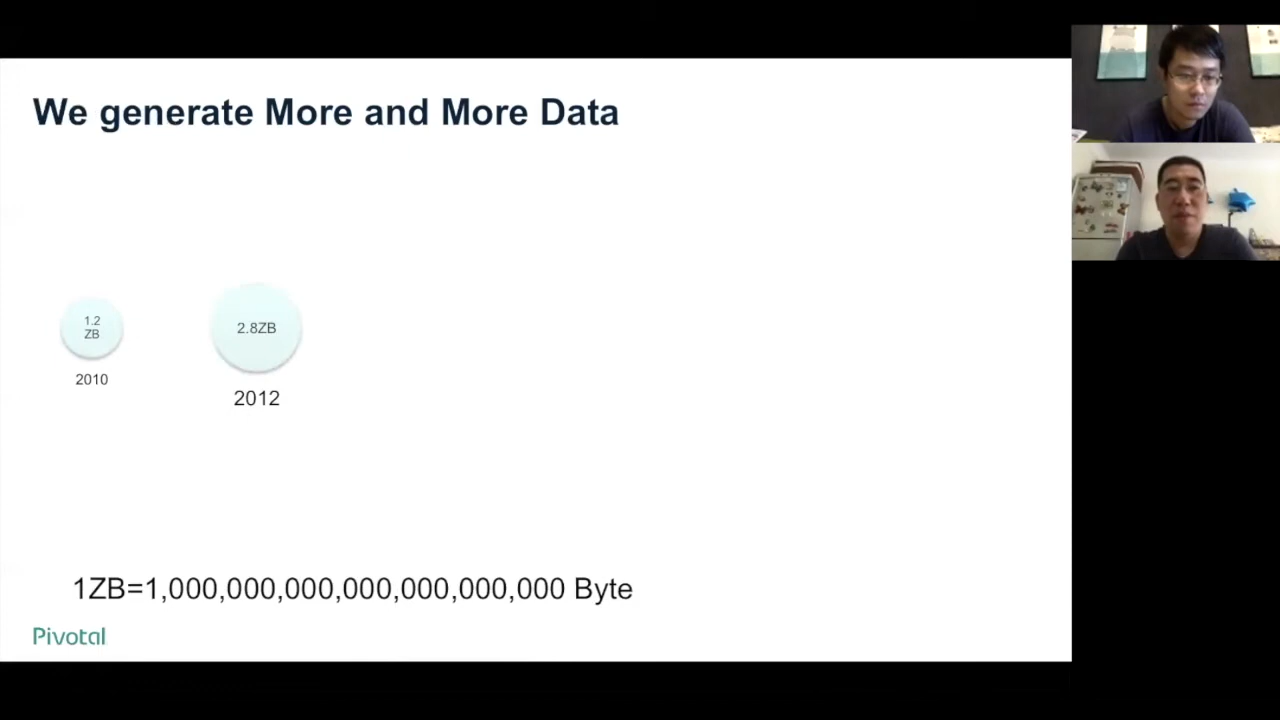 We generate More and More Data
1.2
ZB
2.8ZB
2010
2012
1ZB=1,000,000,000,000,000,000,000 Byte
Pivotal